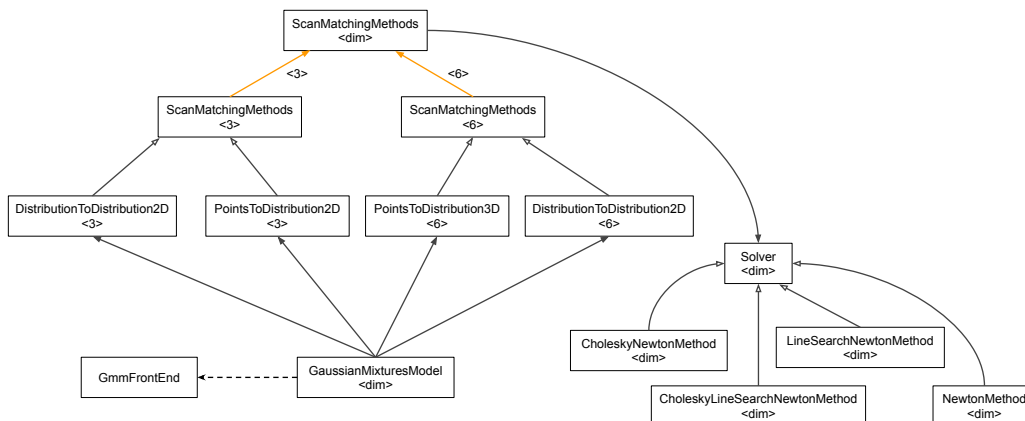 ScanMatchingMethods
<dim>
<3>
<6>
ScanMatchingMethods
<3>
ScanMatchingMethods
<6>
DistributionToDistribution2D
<3>
PointsToDistribution2D
<3>
PointsToDistribution3D
<6>
DistributionToDistribution2D
<6>
Solver
<dim>
CholeskyNewtonMethod
<dim>
LineSearchNewtonMethod
<dim>
GmmFrontEnd
GaussianMixturesModel
<dim>
CholeskyLineSearchNewtonMethod
<dim>
NewtonMethod
<dim>